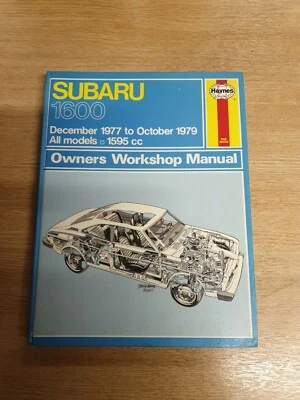 SUBARU
Haynes
1600
December 1977 to October 1979
All models □ 1595 cc
Owners Workshop Manual